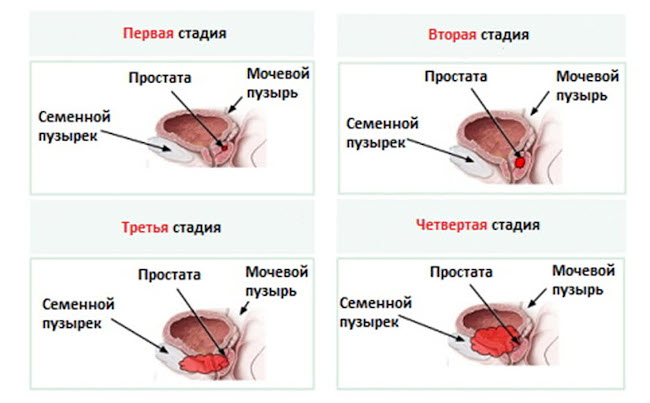 Первая стадия
Простата
Мочевой
пузырь
Семенной
пузырек
Вторая стадия
Простата
Мочевой
пузырь
Семенной
пузырек
Третья стадия
Простата
Мочевой
пузырь
Семенной
пузырек
Четвертая стадия
Простата
Мочевой
пузырь
Семенной
пузырек